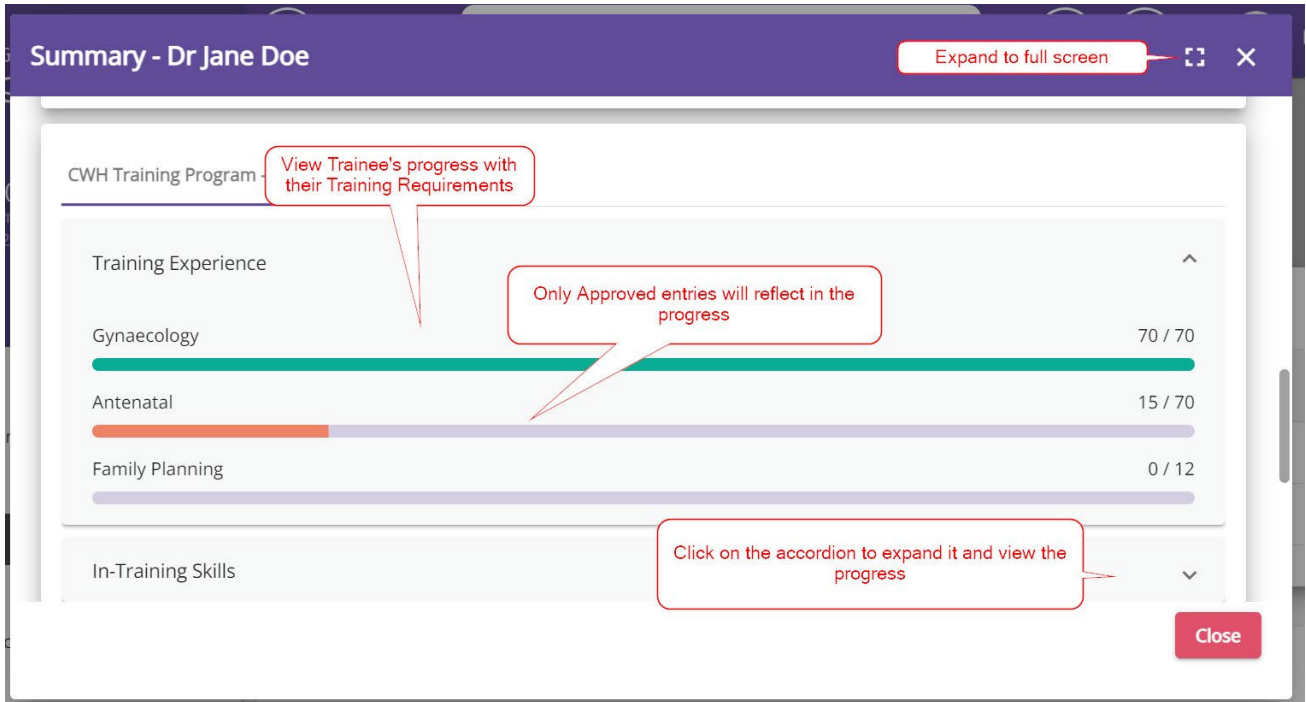 Summary - Dr Jane Doe
Expand to full screen
CWH Training Program -
View Trainee's progress with
their Training Requirements
Training Experience
Only Approved entries will reflect in the
progress
Gynaecology
70 / 70
Antenatal
15 / 70
Family Planning
0 / 12
In-Training Skills
Click on the accordion to expand it and view the
progress
Close